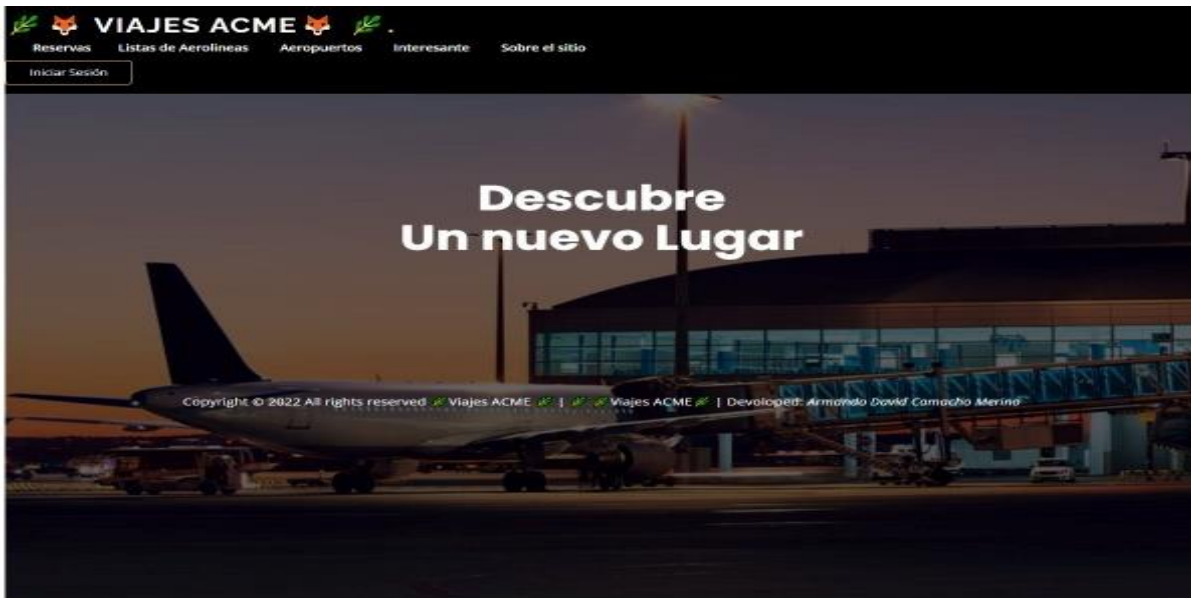 🌿 🦊 VIAJES ACME 🦊 🌿 .
Reservas Listas de Aerolineas Aeropuertos Interesante Sobre el sitio
Iniciar Sesión
Descubre
Un nuevo Lugar
Copyright © 2022 All rights reserved 🌿 Viajes ACME 🌿 | 🌿 🌿 Viajes ACME 🌿 | Devoloped: Armando David Camacho Merino